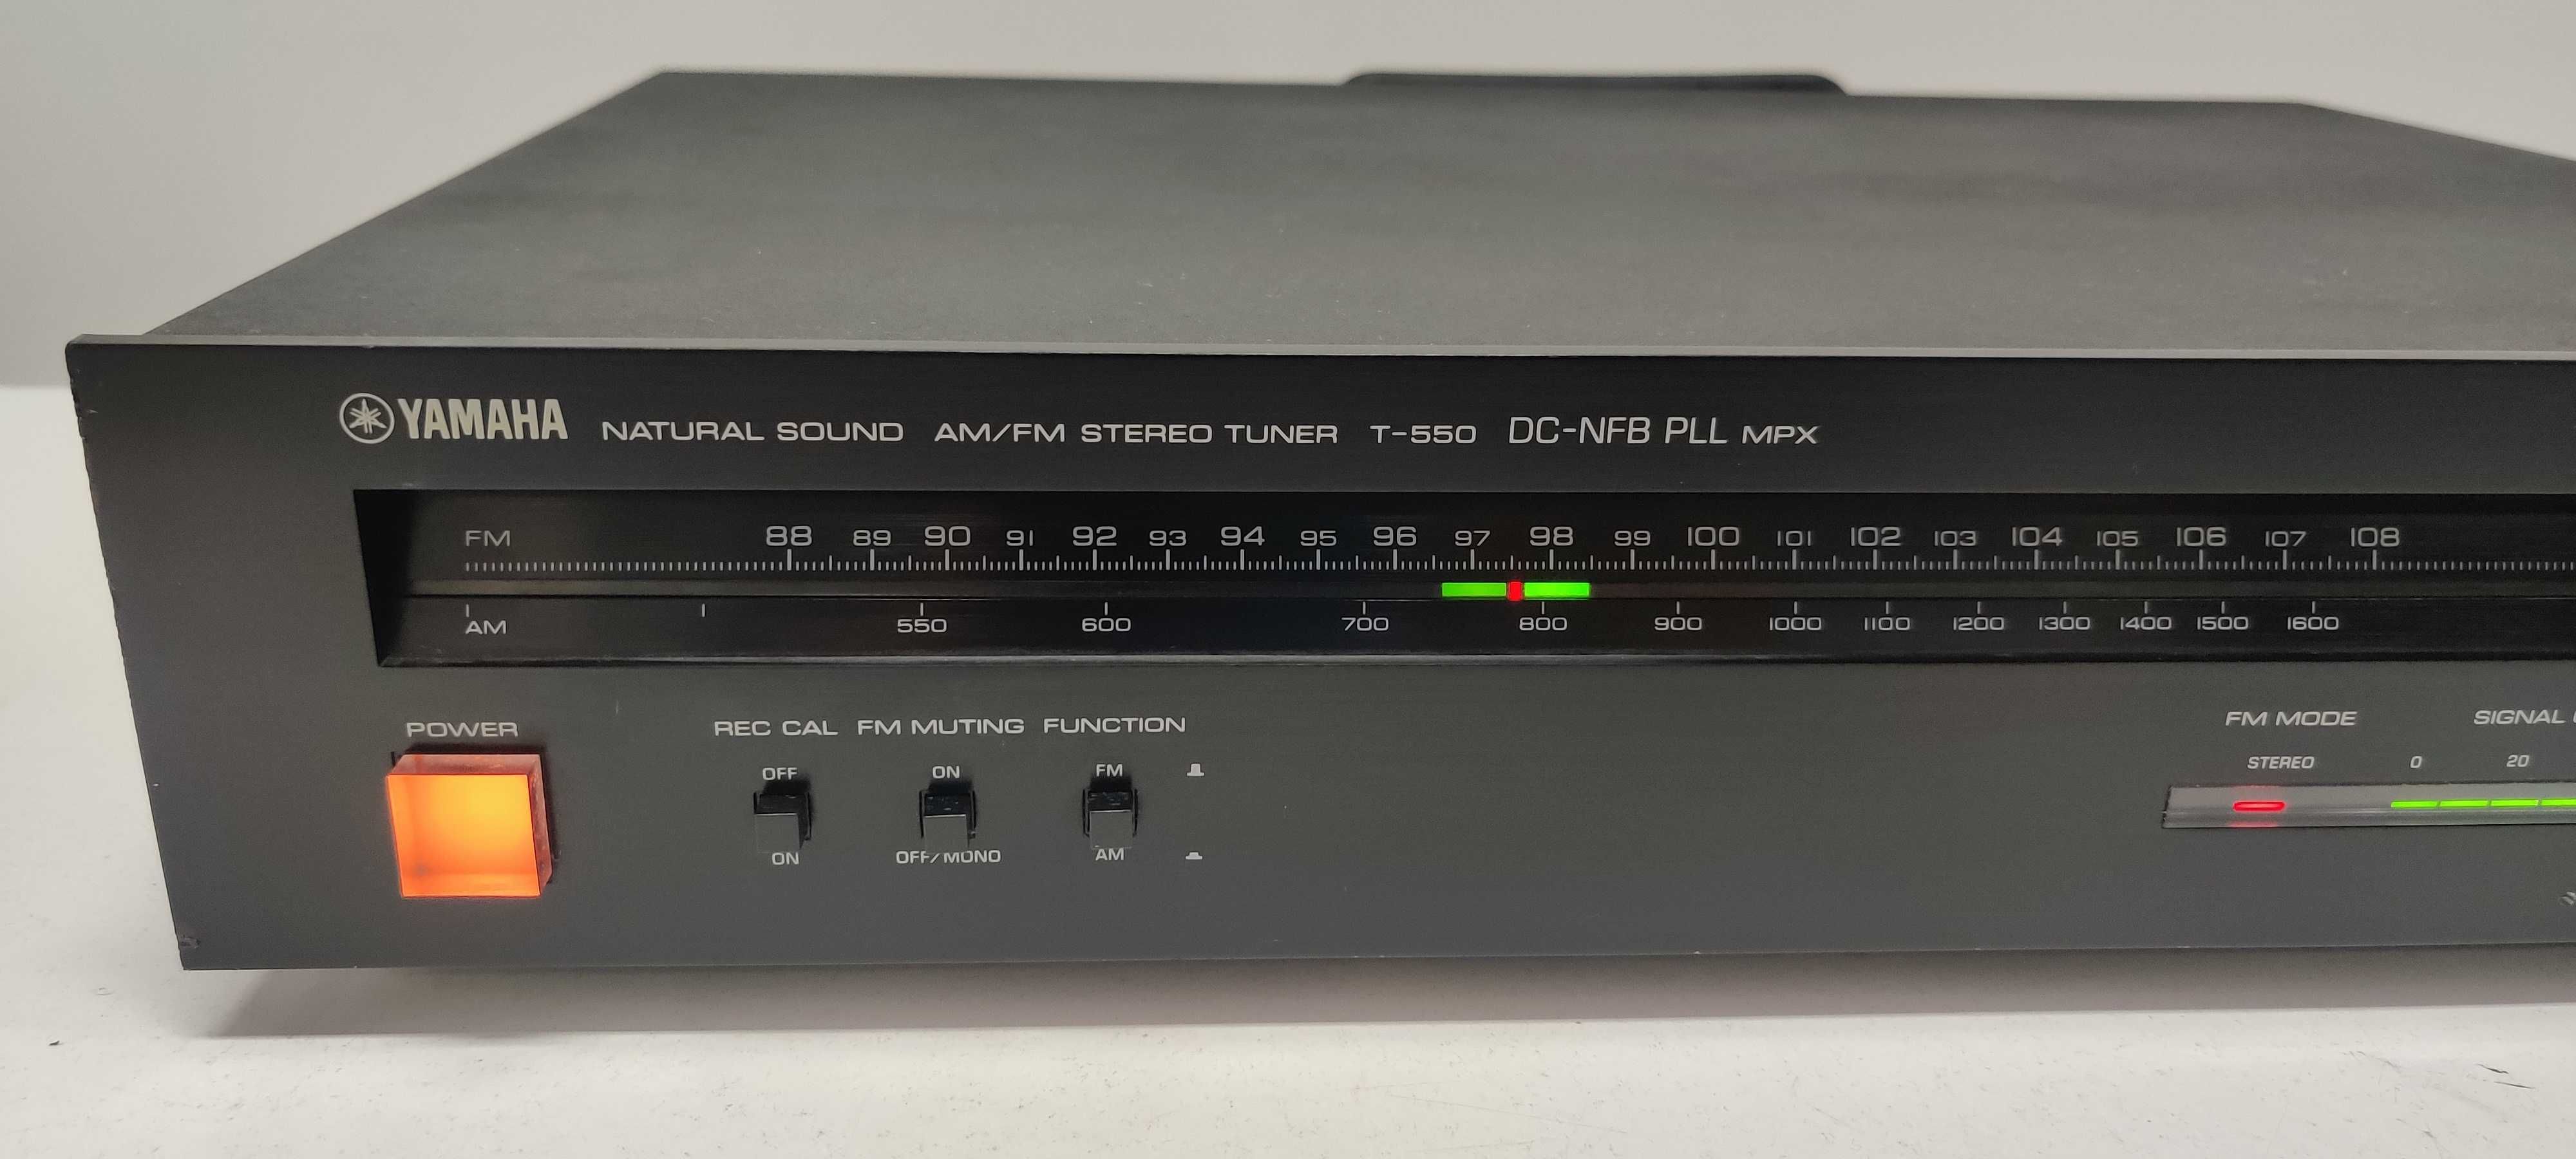 YAMAHA NATURAL SOUND AM/FM STEREO TUNER T-550 DC-NFB PLL MPX
FM 88 89 90 91 92 93 94 95 96 97 98 99 100 101 102 103 104 105 106 107 108
AM 550 600 700 800 900 1000 1100 1200 1300 1400 1500 1600
POWER REC CAL FM MUTING FUNCTION FM MODE SIGNAL
OFF ON FM STEREO 0 20
ON OFF/MONO AM